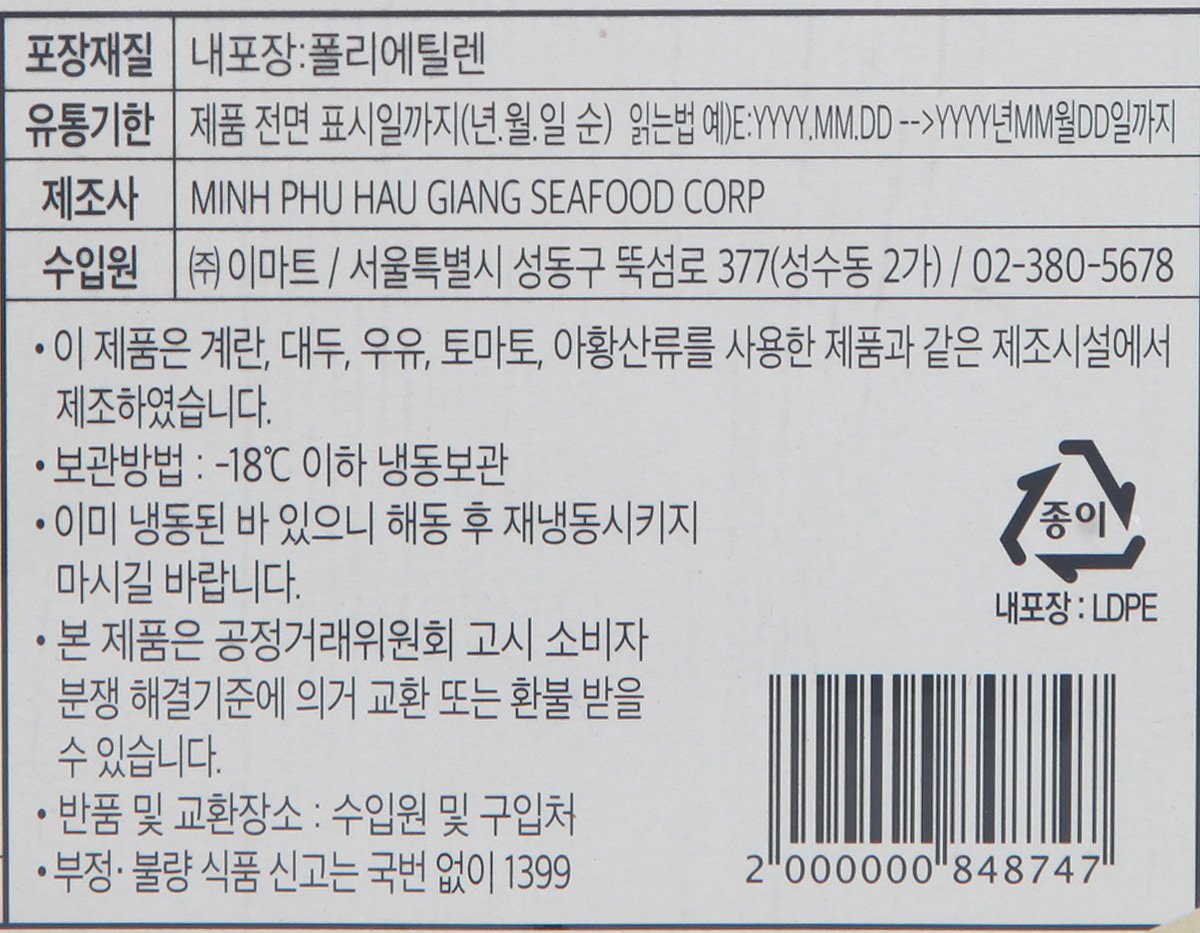 포장재질 내포장:폴리에틸렌
유통기한 제품 전면 표시일까지(년.월.일 순) 읽는법 예)E:YYYY.MM.DD -->YYYY년MM월DD일까지
제조사 MINH PHU HAU GIANG SEAFOOD CORP
수입원 ㈜이마트 / 서울특별시 성동구 뚝섬로 377(성수동 2가) / 02-380-5678
• 이 제품은 계란, 대두, 우유, 토마토, 아황산류를 사용한 제품과 같은 제조시설에서
제조하였습니다.
• 보관방법 : -18℃ 이하 냉동보관
• 이미 냉동된 바 있으니 해동 후 재냉동시키지
마시길 바랍니다.
• 본 제품은 공정거래위원회 고시 소비자
분쟁 해결기준에 의거 교환 또는 환불 받을
수 있습니다.
• 반품 및 교환장소 : 수입원 및 구입처
• 부정·불량 식품 신고는 국번 없이 1399
종이
내포장 : LDPE
2 000000 848747